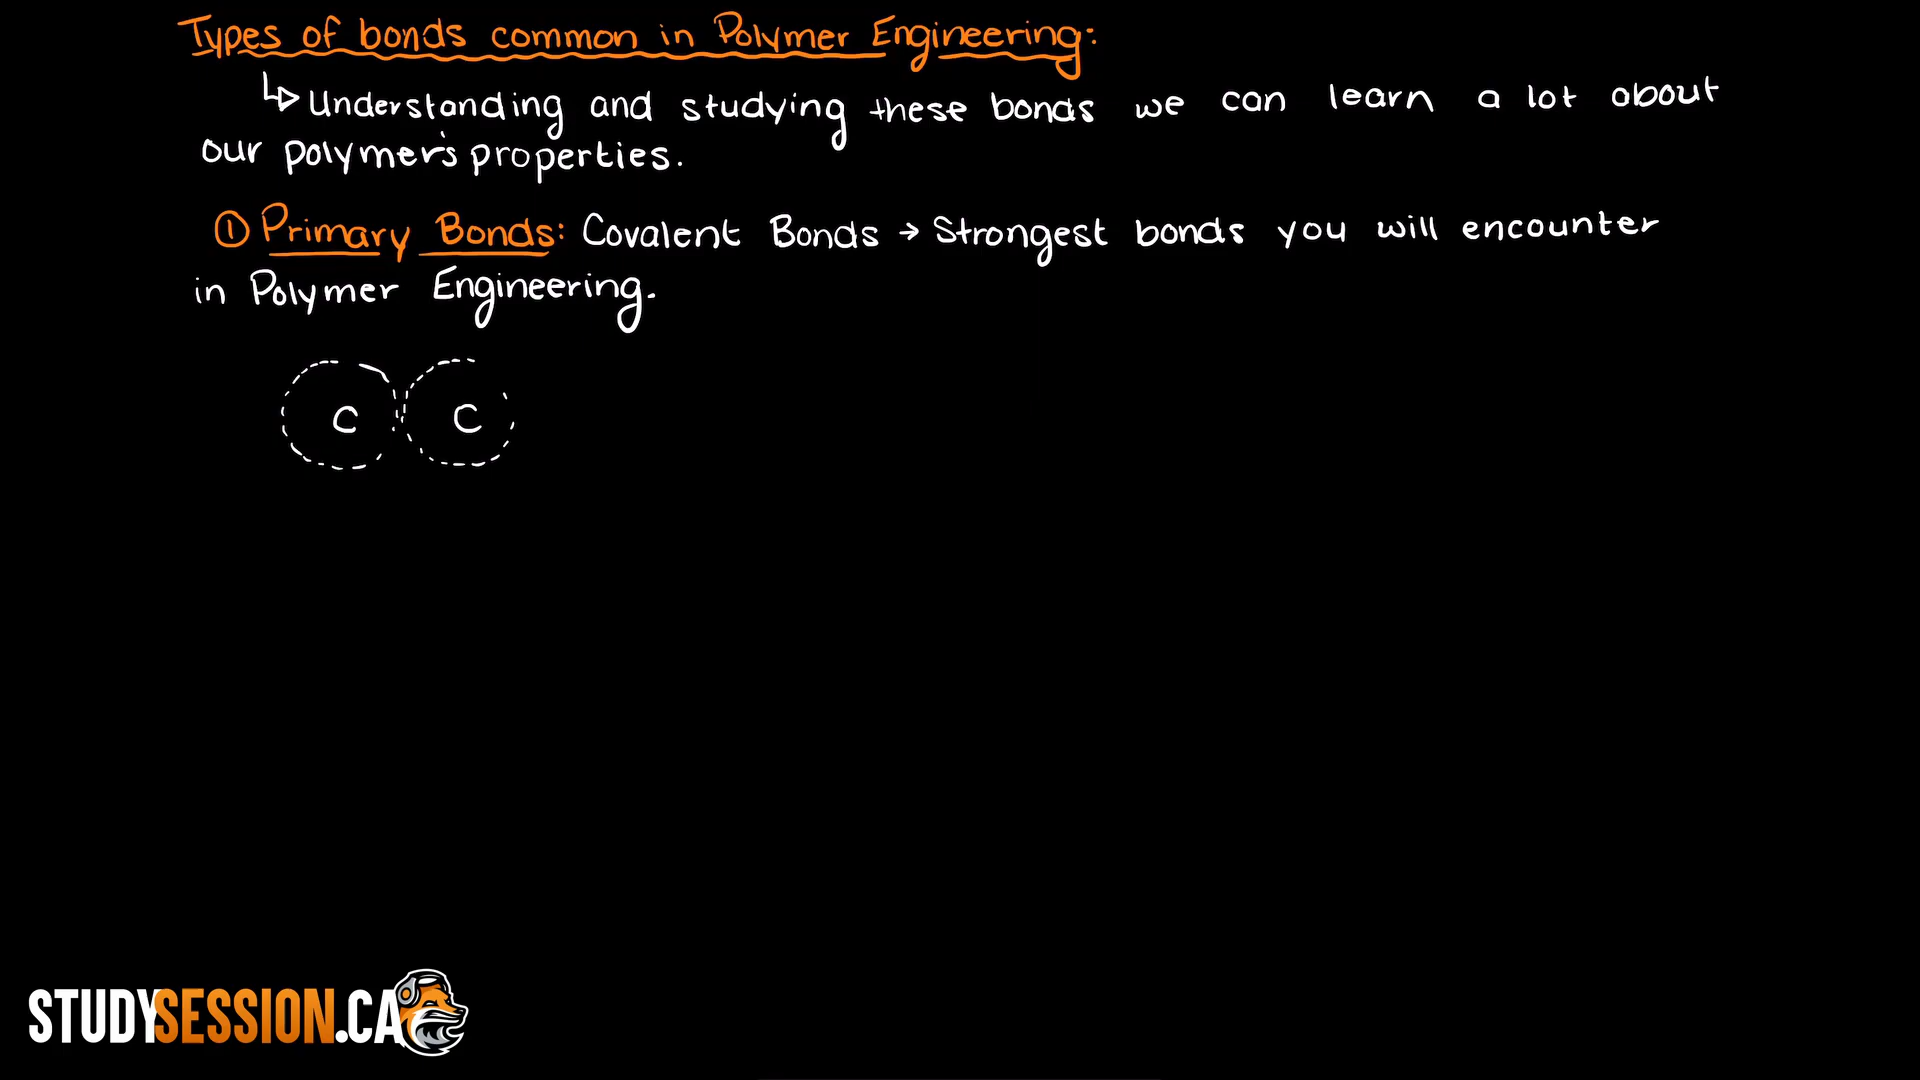 Types of bonds common in Polymer Engineering:
↳ Understanding and studying these bonds we can learn a lot about
our polymer's properties.
① Primary Bonds: Covalent Bonds → Strongest bonds you will encounter
in Polymer Engineering.
C C
STUDYSESSION.CA